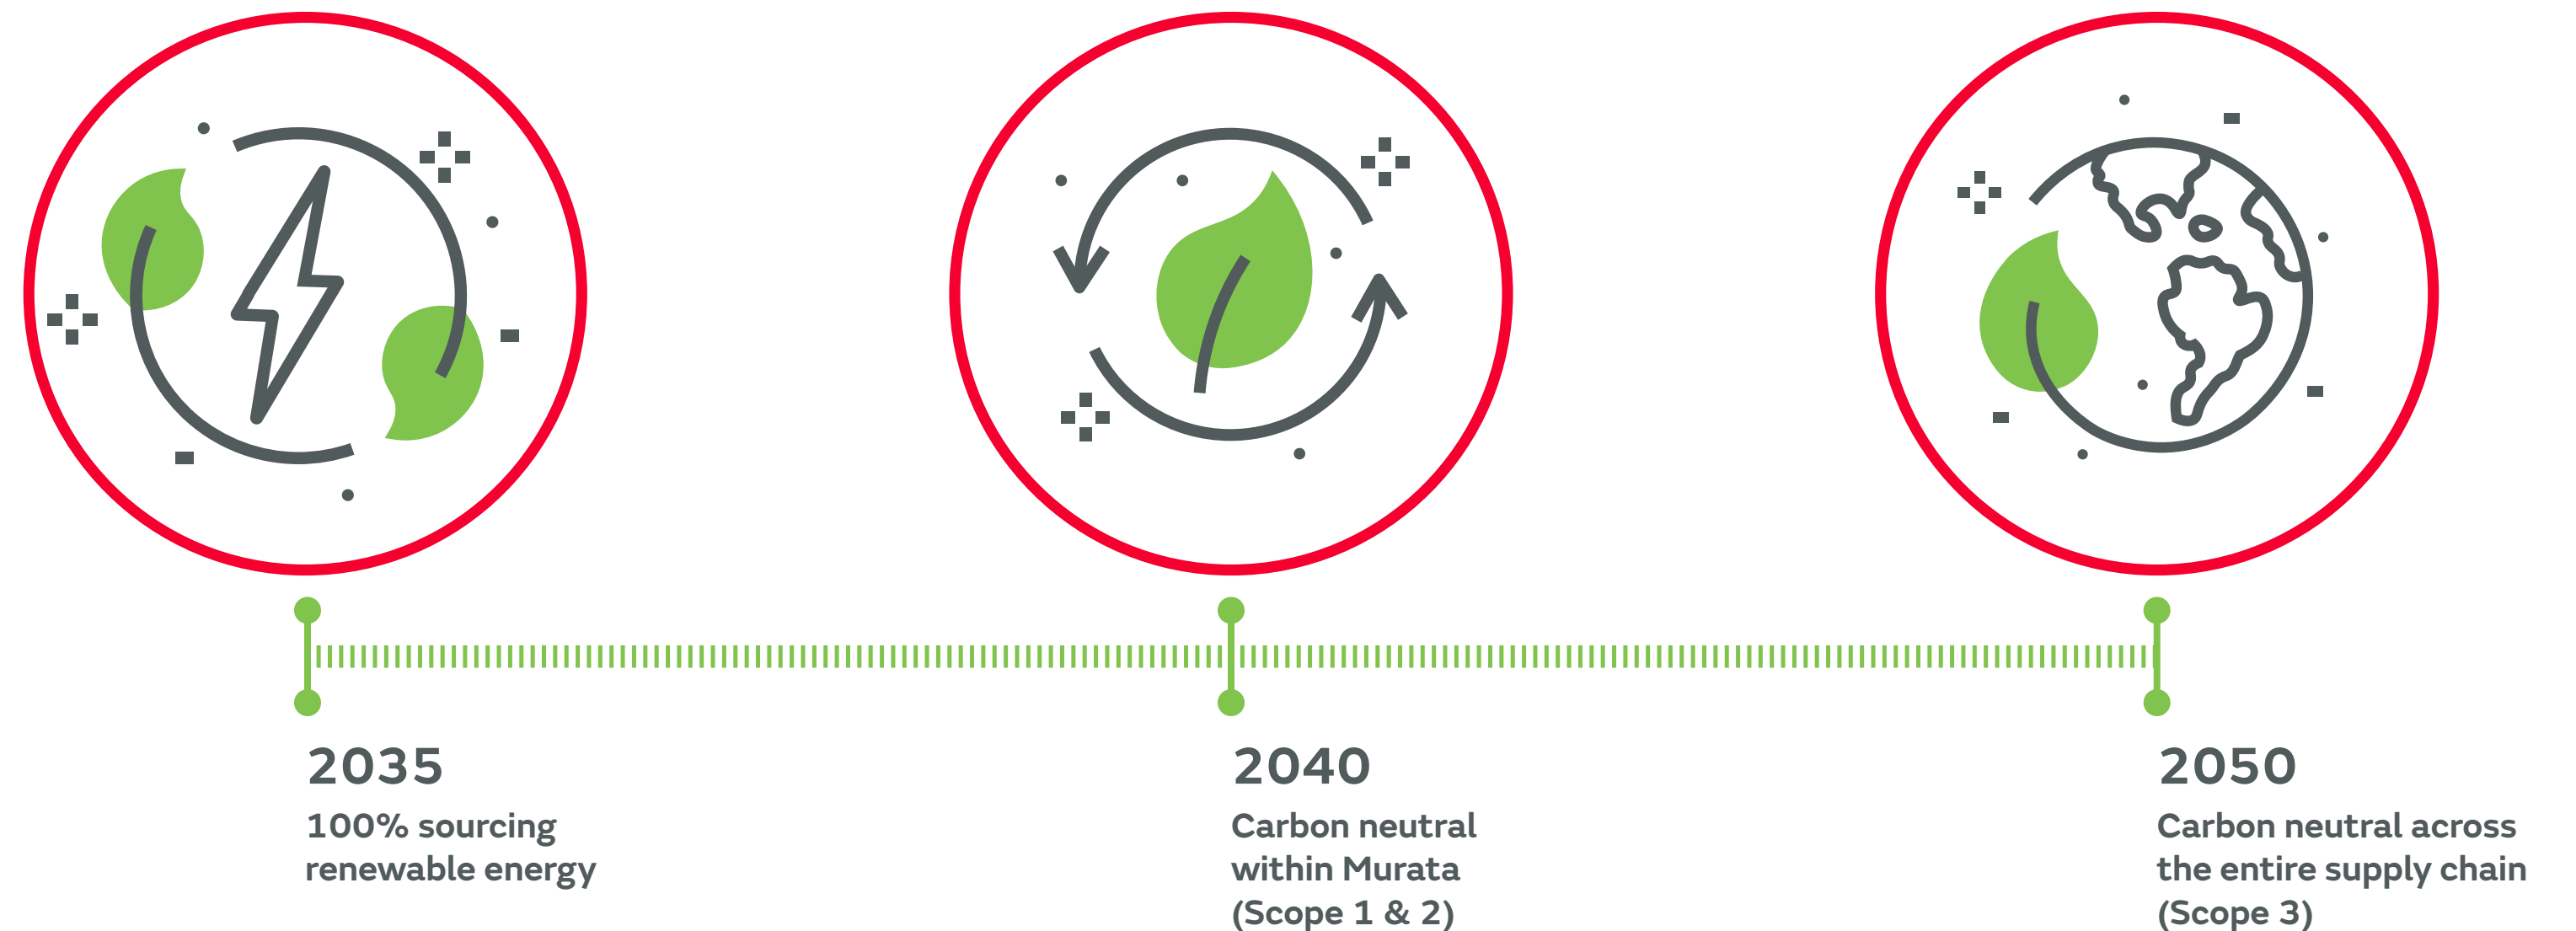 2035
100% sourcing
renewable energy
2040
Carbon neutral
within Murata
(Scope 1 & 2)
2050
Carbon neutral across
the entire supply chain
(Scope 3)